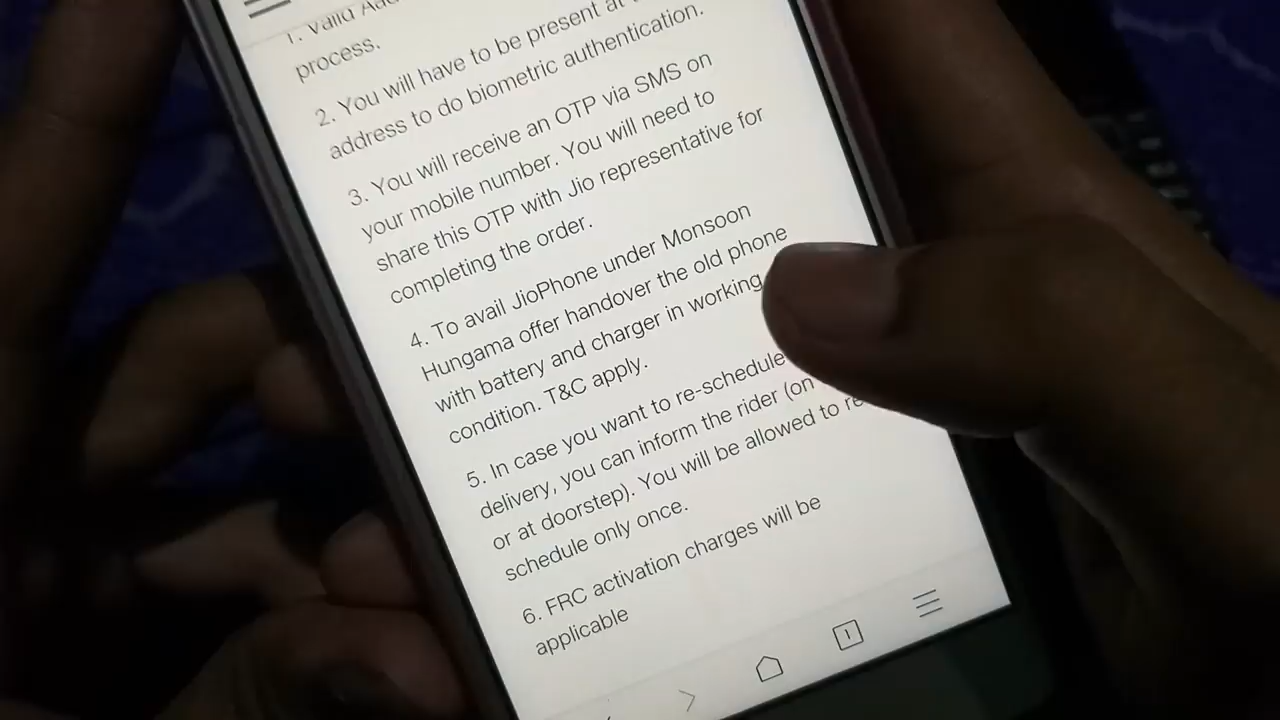 1. Valid
process.
2. You will have to be present at
address to do biometric authentication.
3. You will receive an OTP via SMS on
your mobile number. You will need to
share this OTP with Jio representative for
completing the order.
4. To avail JioPhone under Monsoon
Hungama offer handover the old phone
with battery and charger in working
condition. T&C apply.
5. In case you want to re-schedule
delivery, you can inform the rider (on
or at doorstep). You will be allowed to re
schedule only once.
6. FRC activation charges will be
applicable
1